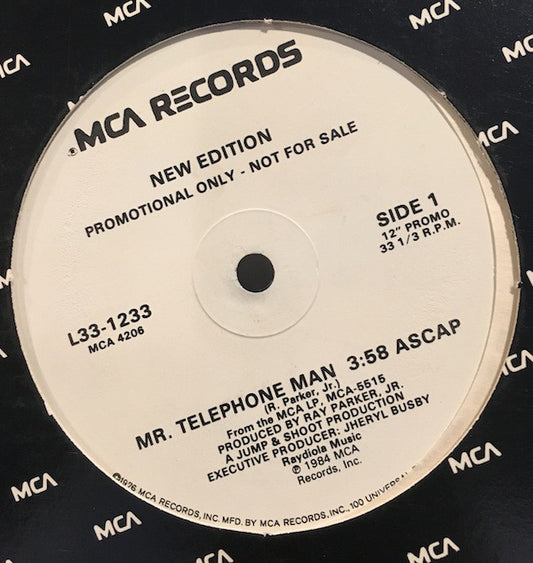 MCA RECORDS
NEW EDITION
PROMOTIONAL ONLY - NOT FOR SALE
SIDE 1
12" PROMO
33 1/3 R.P.M.
L33-1233
MCA 4206
MR. TELEPHONE MAN 3:58 ASCAP
(R. Parker, Jr.)
From the MCA LP, MCA-5515
PRODUCED BY RAY PARKER, JR.
A JUMP & SHOOT PRODUCTION
EXECUTIVE PRODUCER: JHERYL BUSBY
Raydiola Music
℗ 1984 MCA
Records, Inc.
MCA RECORDS, INC. MFD. BY MCA RECORDS, INC., 100 UNIVERSAL
MCA
MCA
MCA
MCA
MCA
MCA
MCA
MCA
MCA